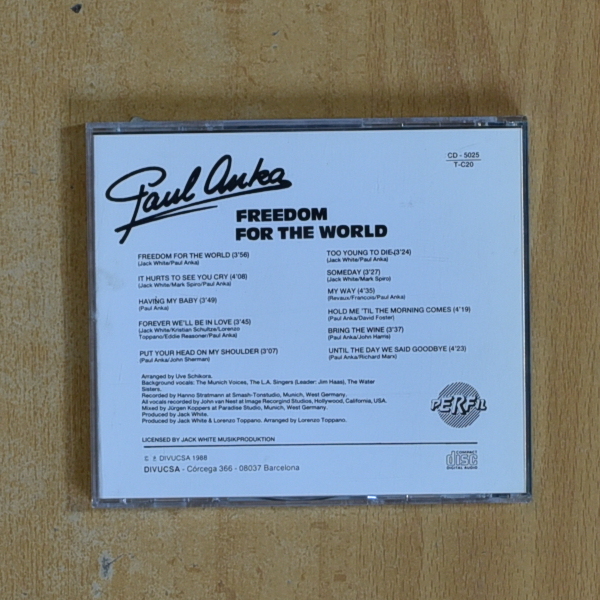 Paul Anka
CD - 5025
T-C20
FREEDOM
FOR THE WORLD
FREEDOM FOR THE WORLD (3'56)
(Jack White/Paul Anka)
IT HURTS TO SEE YOU CRY (4'08)
(Jack White/Mark Spiro/Paul Anka)
HAVING MY BABY (3'49)
(Paul Anka)
FOREVER WE'LL BE IN LOVE (3'45)
(Jack White/Kristian Schultze/Lorenzo
Toppano/Eddie Reasoner/Paul Anka)
PUT YOUR HEAD ON MY SHOULDER (3'07)
(Paul Anka/John Sherman)
TOO YOUNG TO DIE (3'24)
(Jack White/Paul Anka)
SOMEDAY (3'27)
(Jack White/Mark Spiro)
MY WAY (4'35)
(Revaux/Francois/Paul Anka)
HOLD ME 'TIL THE MORNING COMES (4'19)
(Paul Anka/David Foster)
BRING THE WINE (3'37)
(Paul Anka/John Harris)
UNTIL THE DAY WE SAID GOODBYE (4'23)
(Paul Anka/Richard Marx)
Arranged by Uve Schikora.
Background vocals: The Munich Voices, The L.A. Singers (Leader: Jim Haas), The Water
Sisters.
Recorded by Hanno Stratmann at Smash-Tonstudio, Munich, West Germany.
All vocals recorded by John van Neel at Image Recorgind Studios, Hollywood, California, USA.
Mixed by Jürgen Koppers at Paradise Studio, Munich, West Germany.
Produced by Jack White.
Produced by Jack White & Lorenzo Toppano. Arranged by Lorenzo Toppano.
PERFIL
LICENSED BY JACK WHITE MUSIKPRODUKTION
DIVUCSA 1988
DIVUCSA - Córcega 366 - 08037 Barcelona
COMPACT
disc
DIGITAL AUDIO